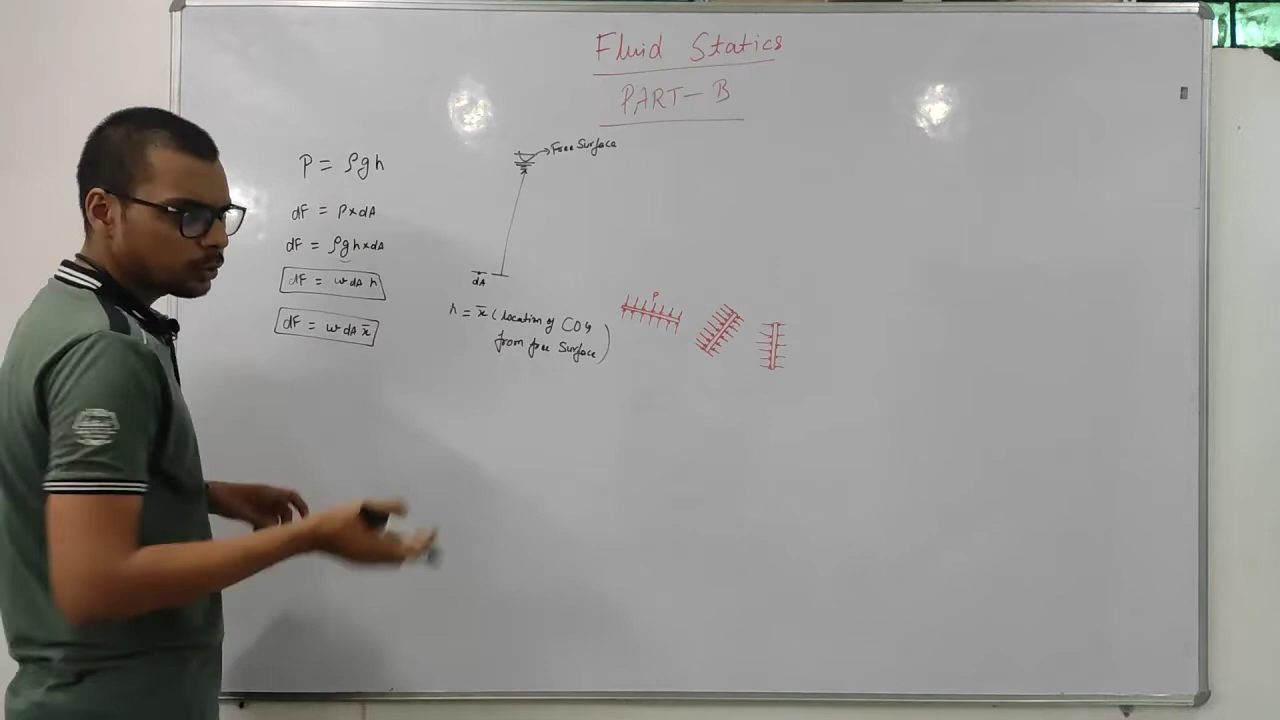 Fluid Statics
PART-B
P = ρgh
dF = P×dA
dF = ρgh×dA
dF = w dA h
dF = w dA x̄
Free Surface
x̄
dA
h = x̄ (location of COG
from free Surface)
P